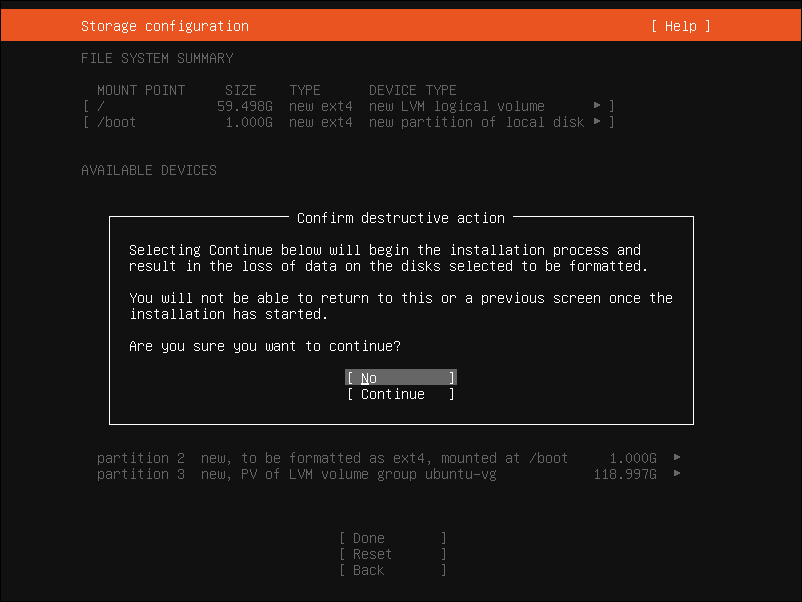 Storage configuration [ Help ]
FILE SYSTEM SUMMARY
MOUNT POINT SIZE TYPE DEVICE TYPE
[ / 59.498G new ext4 new LVM logical volume ▸ ]
[ /boot 1.000G new ext4 new partition of local disk ▸ ]
AVAILABLE DEVICES
Confirm destructive action
Selecting Continue below will begin the installation process and
result in the loss of data on the disks selected to be formatted.
You will not be able to return to this or a previous screen once the
installation has started.
Are you sure you want to continue?
[ No ]
[ Continue ]
partition 2 new, to be formatted as ext4, mounted at /boot 1.000G ▸
partition 3 new, PV of LVM volume group ubuntu-vg 118.997G ▸
[ Done ]
[ Reset ]
[ Back ]